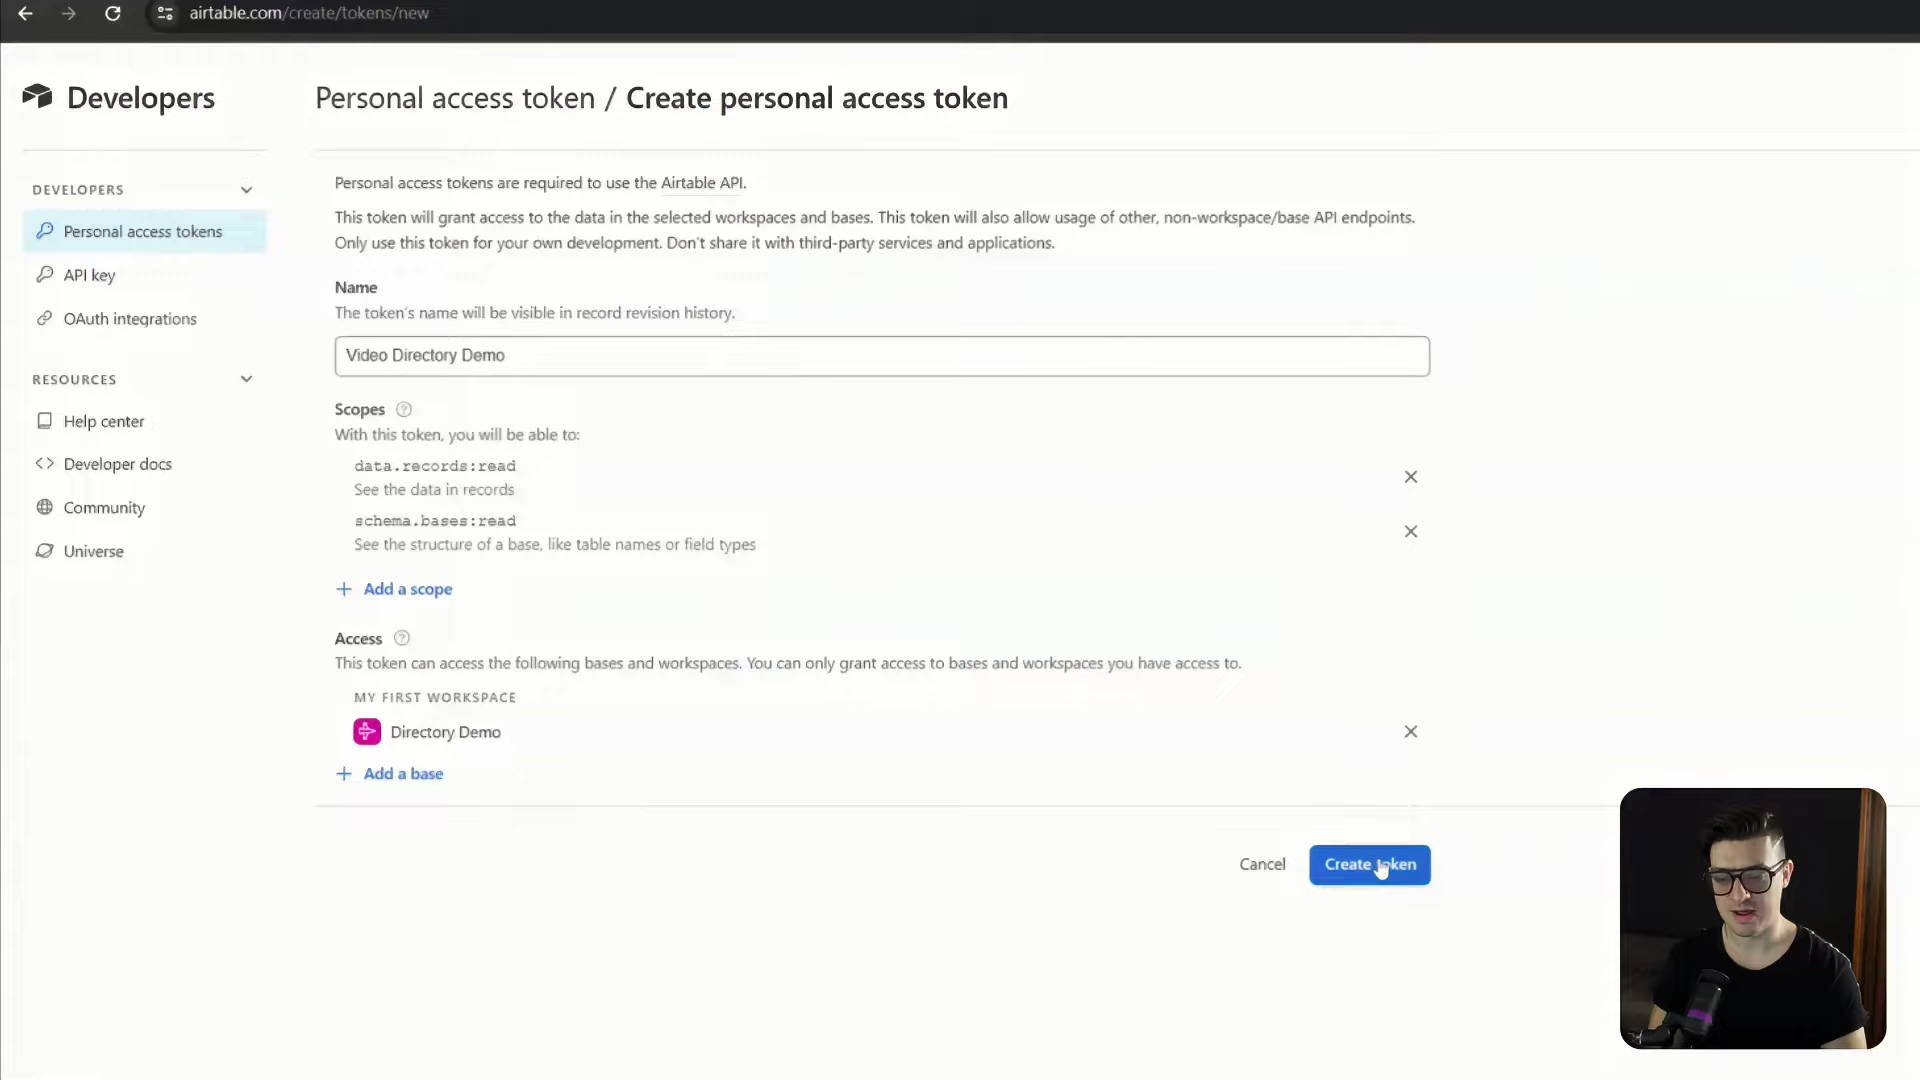 airtable.com/create/tokens/new
Developers
Personal access token / Create personal access token
DEVELOPERS
Personal access tokens
API key
OAuth integrations
RESOURCES
Help center
Developer docs
Community
Universe
Personal access tokens are required to use the Airtable API.
This token will grant access to the data in the selected workspaces and bases. This token will also allow usage of other, non-workspace/base API endpoints.
Only use this token for your own development. Don't share it with third-party services and applications.
Name
The token's name will be visible in record revision history.
Video Directory Demo
Scopes ?
With this token, you will be able to:
data.records:read
See the data in records
schema.bases:read
See the structure of a base, like table names or field types
+ Add a scope
Access ?
This token can access the following bases and workspaces. You can only grant access to bases and workspaces you have access to.
MY FIRST WORKSPACE
Directory Demo
+ Add a base
Cancel
Create token